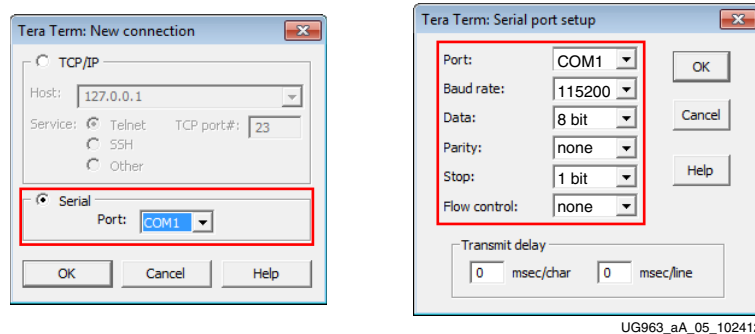 Tera Term: New connection
TCP/IP
Host: 127.0.0.1
Service: Telnet TCP port#: 23
SSH
Other
Serial
Port: COM1
OK Cancel Help
Tera Term: Serial port setup
Port: COM1
Baud rate: 115200
Data: 8 bit
Parity: none
Stop: 1 bit
Flow control: none
OK
Cancel
Help
Transmit delay
0 msec/char 0 msec/line
UG963_aA_05_102412